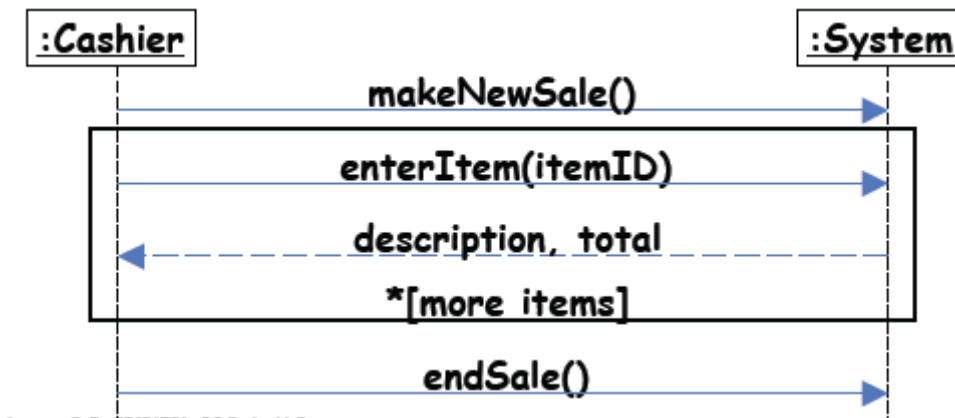 :Cashier
:System
makeNewSale()
enterItem(itemID)
description, total
*[more items]
endSale()